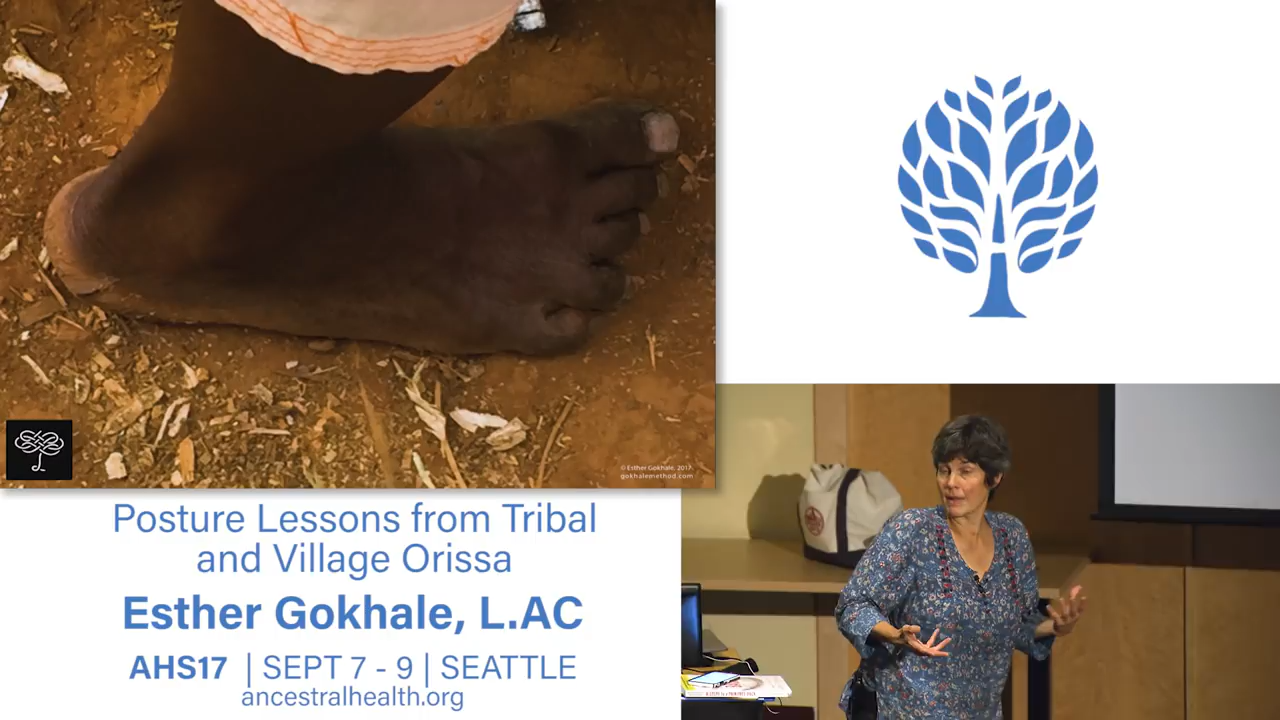 © Esther Gokhale, 2017
gokhalemethod.com
Posture Lessons from Tribal
and Village Orissa
Esther Gokhale, L.AC
AHS17 | SEPT 7 - 9 | SEATTLE
ancestralhealth.org